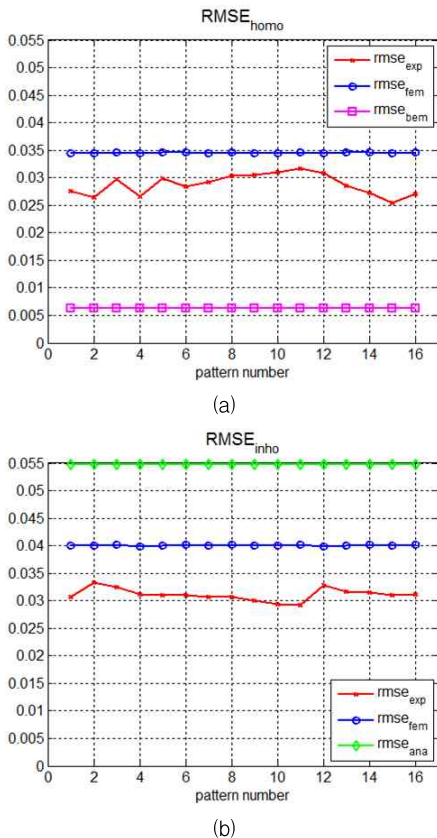 RMSE_homo
0.055
0.05
0.045
0.04
0.035
0.03
0.025
0.02
0.015
0.01
0.005
0
rmse_exp
rmse_fem
rmse_bem
0 2 4 6 8 10 12 14 16
pattern number
(a)
RMSE_inho
0.055
0.05
0.045
0.04
0.035
0.03
0.025
0.02
0.015
0.01
0.005
0
rmse_exp
rmse_fem
rmse_ana
0 2 4 6 8 10 12 14 16
pattern number
(b)